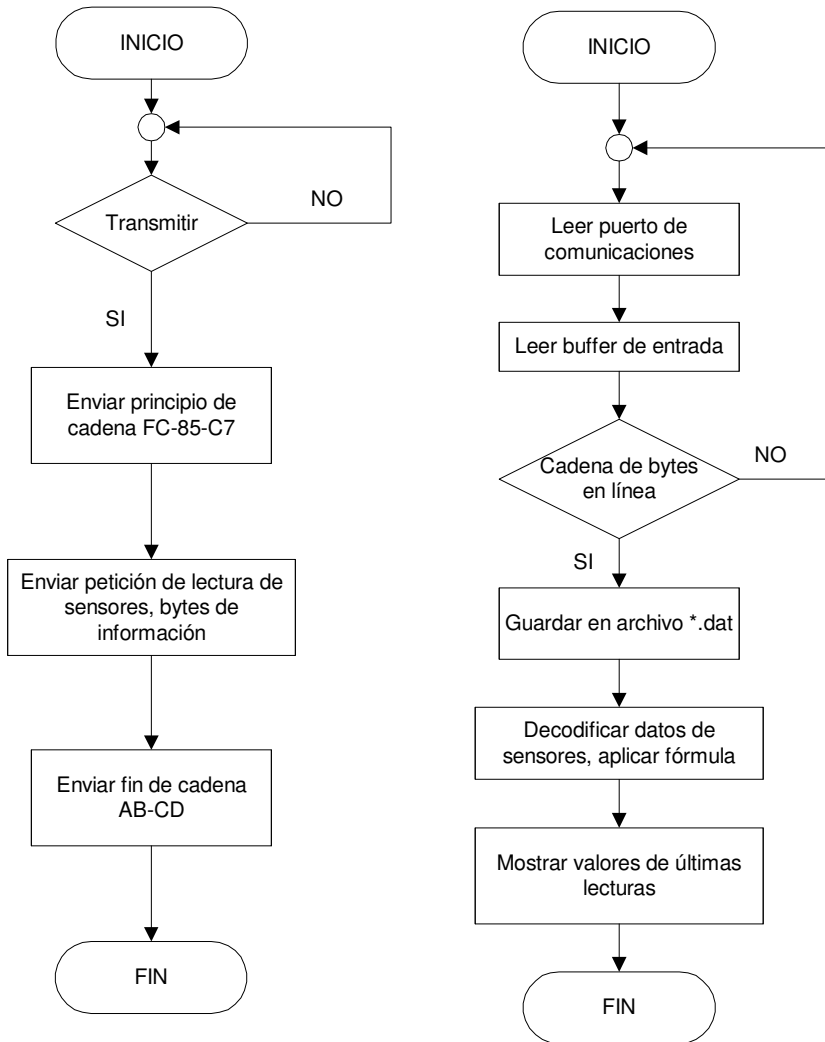 INICIO
Transmitir
NO
SI
Enviar principio de
cadena FC-85-C7
Enviar petición de lectura de
sensores, bytes de
información
Enviar fin de cadena
AB-CD
FIN
INICIO
Leer puerto de
comunicaciones
Leer buffer de entrada
Cadena de bytes
en línea
NO
SI
Guardar en archivo *.dat
Decodificar datos de
sensores, aplicar fórmula
Mostrar valores de últimas
lecturas
FIN